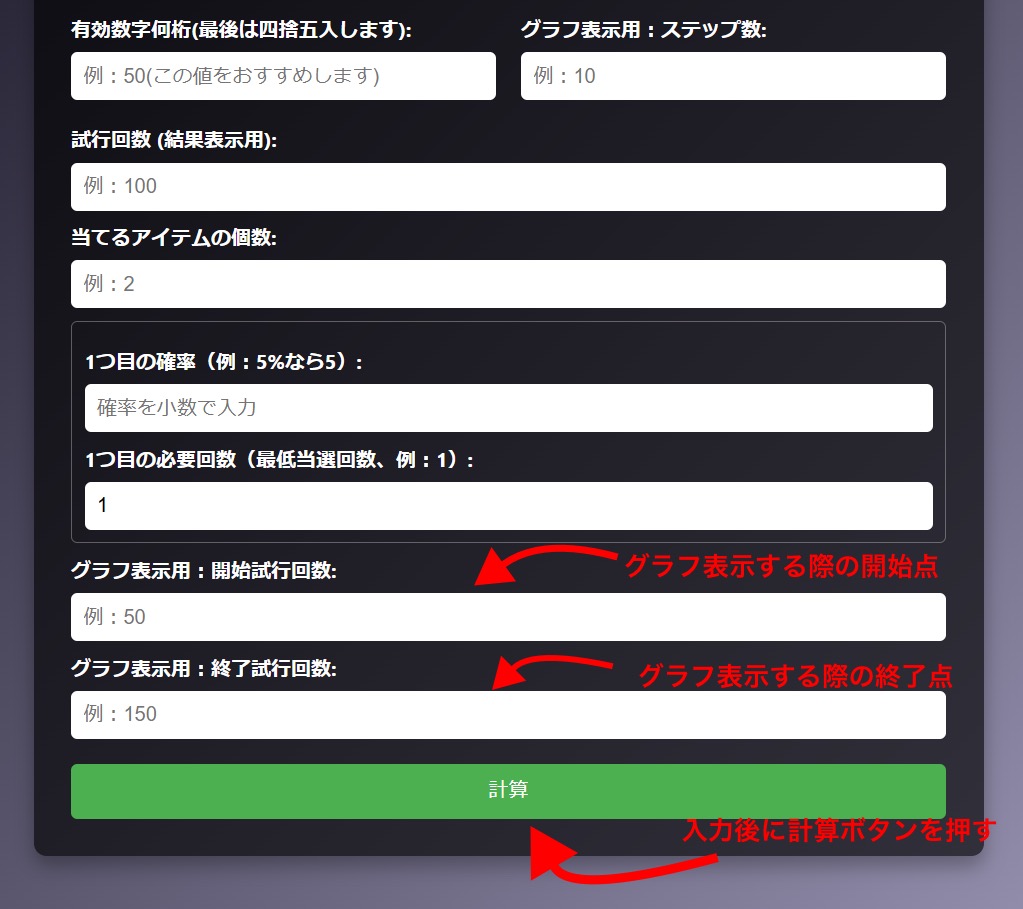 有効数字何桁(最後は四捨五入します):
グラフ表示用：ステップ数:
例：50(この値をおすすめします)
例：10
試行回数 (結果表示用):
例：100
当てるアイテムの個数:
例：2
1つ目の確率（例：5%なら5）:
確率を小数で入力
1つ目の必要回数（最低当選回数、例：1）:
1
グラフ表示用：開始試行回数:
グラフ表示する際の開始点
例：50
グラフ表示用：終了試行回数:
グラフ表示する際の終了点
例：150
計算
入力後に計算ボタンを押す